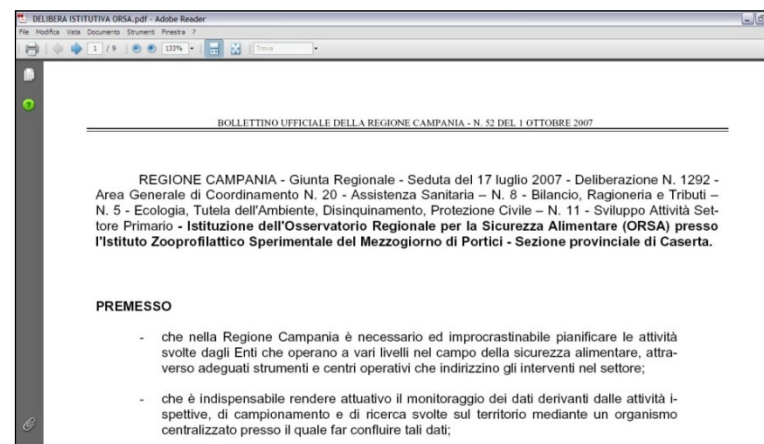 DELIBERA ISTITUTIVA ORSA.pdf - Adobe Reader
File Modifica Vista Documento Strumenti Finestra ?
1 / 9 133% Trova
BOLLETTINO UFFICIALE DELLA REGIONE CAMPANIA - N. 52 DEL 1 OTTOBRE 2007
REGIONE CAMPANIA - Giunta Regionale - Seduta del 17 luglio 2007 - Deliberazione N. 1292 -
Area Generale di Coordinamento N. 20 - Assistenza Sanitaria – N. 8 - Bilancio, Ragioneria e Tributi –
N. 5 - Ecologia, Tutela dell'Ambiente, Disinquinamento, Protezione Civile – N. 11 - Sviluppo Attività Set-
tore Primario - Istituzione dell'Osservatorio Regionale per la Sicurezza Alimentare (ORSA) presso
l'Istituto Zooprofilattico Sperimentale del Mezzogiorno di Portici - Sezione provinciale di Caserta.
PREMESSO
- che nella Regione Campania è necessario ed improcrastinabile pianificare le attività
svolte dagli Enti che operano a vari livelli nel campo della sicurezza alimentare, attra-
verso adeguati strumenti e centri operativi che indirizzino gli interventi nel settore;
- che è indispensabile rendere attuativo il monitoraggio dei dati derivanti dalle attività i-
spettive, di campionamento e di ricerca svolte sul territorio mediante un organismo
centralizzato presso il quale far confluire tali dati;